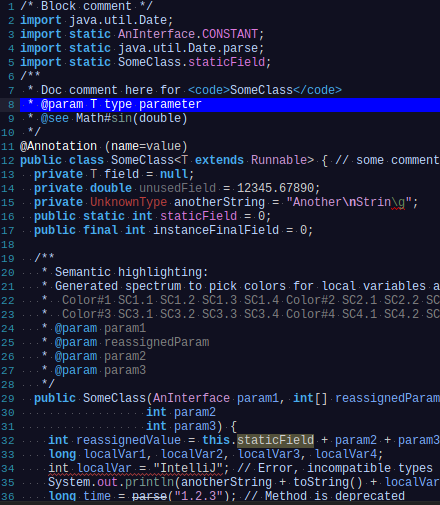 1 /* Block comment */
2 import java.util.Date;
3 import static AnInterface.CONSTANT;
4 import static java.util.Date.parse;
5 import static SomeClass.staticField;
6 /**
7  * Doc comment here for <code>SomeClass</code>
8  * @param T type parameter
9  * @see Math#sin(double)
10  */
11 @Annotation (name=value)
12 public class SomeClass<T extends Runnable> { // some comment
13   private T field = null;
14   private double unusedField = 12345.67890;
15   private UnknownType anotherString = "Another\nStrin\g";
16   public static int staticField = 0;
17   public final int instanceFinalField = 0;
18
19   /**
20    * Semantic highlighting:
21    * Generated spectrum to pick colors for local variables a
22    *  Color#1 SC1.1 SC1.2 SC1.3 SC1.4 Color#2 SC2.1 SC2.2 SC
23    *  Color#3 SC3.1 SC3.2 SC3.3 SC3.4 Color#4 SC4.1 SC4.2 SC
24    * @param param1
25    * @param reassignedParam
26    * @param param2
27    * @param param3
28    */
29   public SomeClass(AnInterface param1, int[] reassignedParam
30                   int param2
31                   int param3) {
32     int reassignedValue = this.staticField + param2 + param3
33     long localVar1, localVar2, localVar3, localVar4;
34     int localVar = "IntelliJ"; // Error, incompatible types
35     System.out.println(anotherString + toString() + localVar
36     long time = parse("1.2.3"); // Method is deprecated